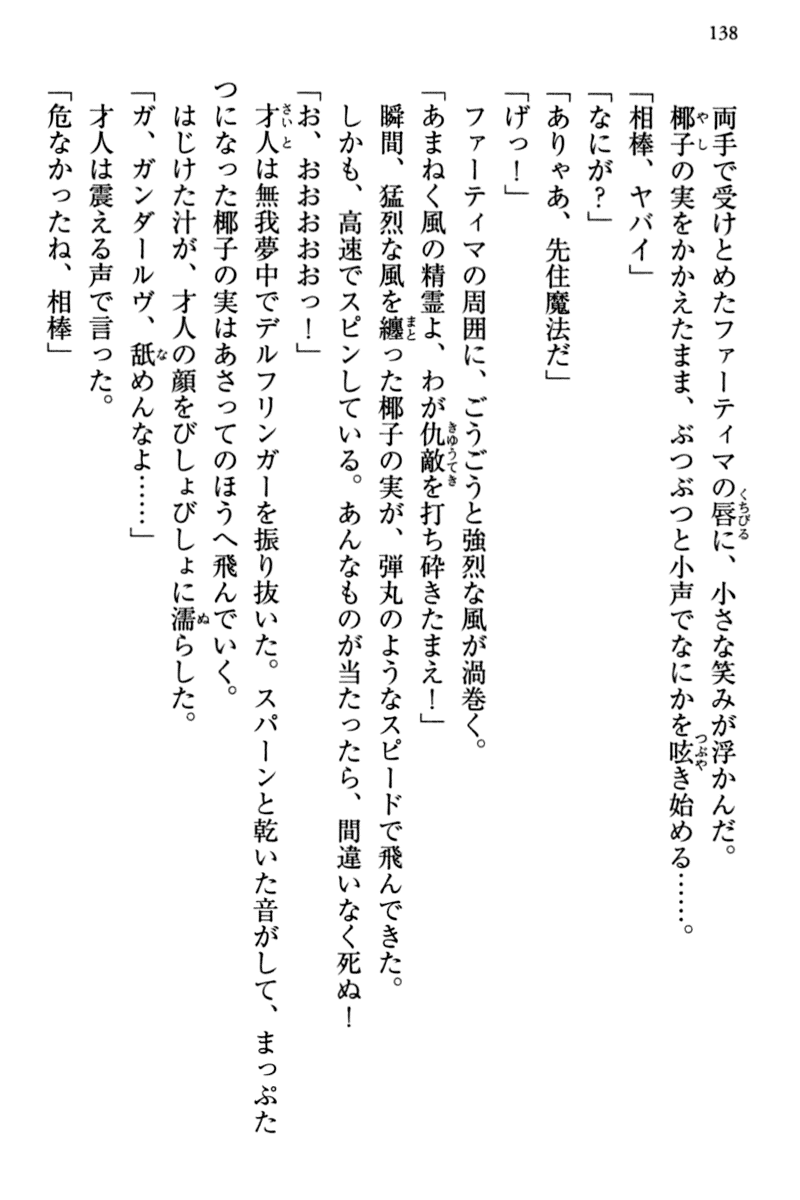 138
両手で受けとめたファーティマの唇に、小さな笑みが浮かんだ。
椰子の実をかかえたまま、ぶつぶつと小声でなにかを呟き始める……。
「相棒、ヤバイ」
「なにが?」
「ありゃあ、先住魔法だ」
「げっ!」
ファーティマの周囲に、ごうごうと強烈な風が渦巻く。
「あまねく風の精霊よ、わが仇敵を打ち砕きたまえ!」
瞬間、猛烈な風を纏った椰子の実が、弾丸のようなスピードで飛んできた。
しかも、高速でスピンしている。あんなものが当たったら、間違いなく死ぬ!
「お、おおおおおっ!」
才人は無我夢中でデルフリンガーを振り抜いた。スパーンと乾いた音がして、まっぷた
つになった椰子の実はあさってのほうへ飛んでいく。
はじけた汁が、才人の顔をびしょびしょに濡らした。
「ガ、ガンダールヴ、舐めんなよ……」
才人は震える声で言った。
「危なかったね、相棒」